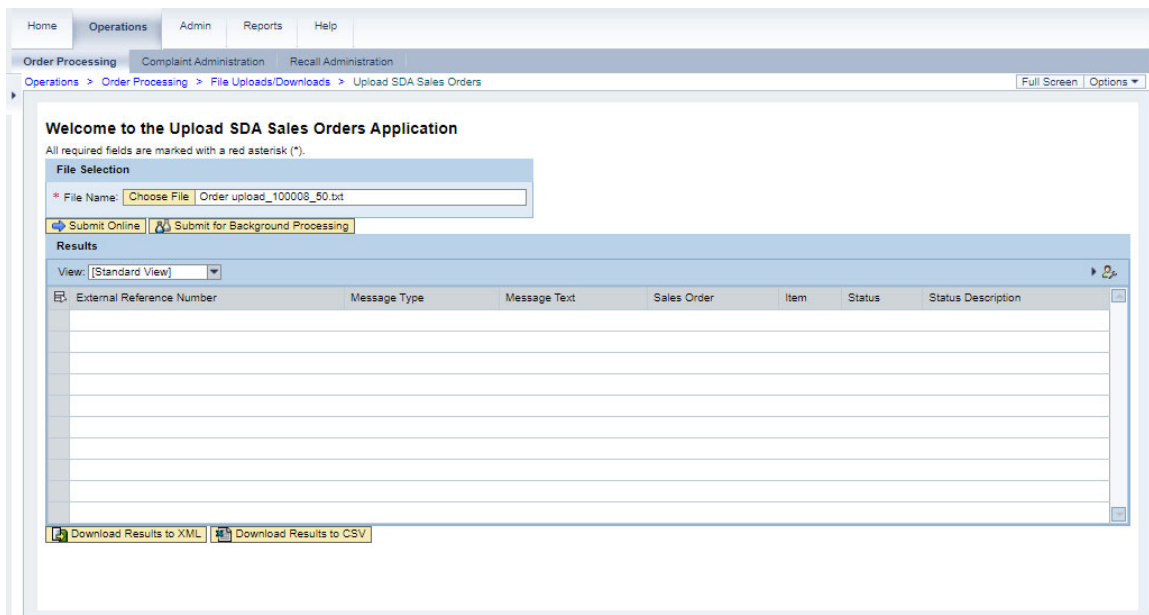 Home Operations Admin Reports Help
Order Processing Complaint Administration Recall Administration
Operations > Order Processing > File Uploads/Downloads > Upload SDA Sales Orders Full Screen Options
Welcome to the Upload SDA Sales Orders Application
All required fields are marked with a red asterisk (*).
File Selection
* File Name: Choose File Order upload_100008_50.txt
Submit Online Submit for Background Processing
Results
View: [Standard View]
External Reference Number Message Type Message Text Sales Order Item Status Status Description
Download Results to XML Download Results to CSV